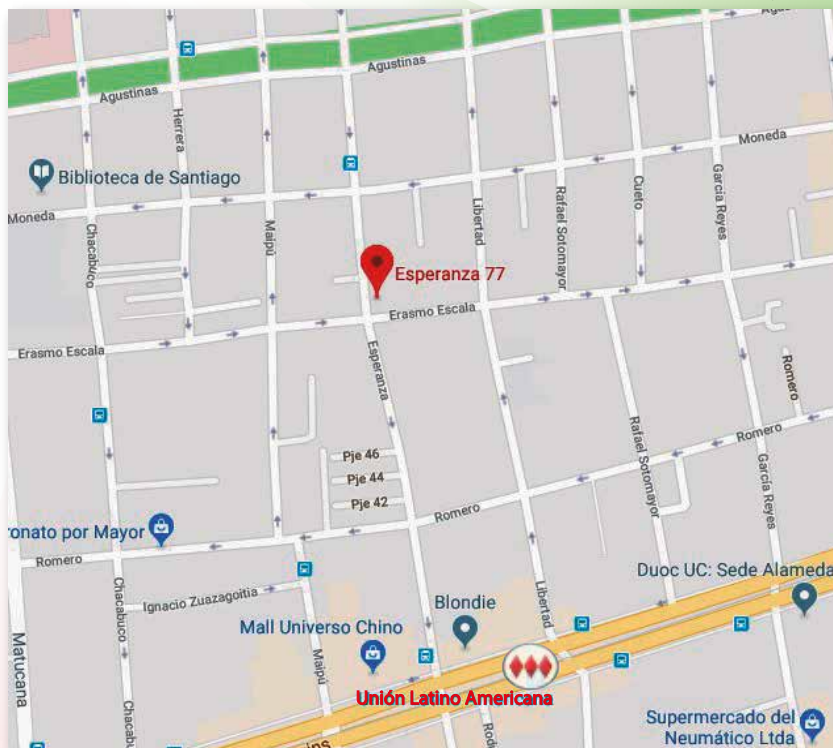 Agustinas
Agustinas
Herrera
Moneda
Biblioteca de Santiago
Moneda
Chacabuco
Maipú
Libertad
Rafael Sotomayor
Cueto
García Reyes
Esperanza 77
Erasmo Escala
Erasmo Escala
Esperanza
Romero
Rafael Sotomayor
Romero
García Reyes
Pje 46
Pje 44
Pje 42
Romero
ronato por Mayor
Romero
Ignacio Zuazagoitia
Chacabuco
Matucana
Mall Universo Chino
Maipú
Blondie
Libertad
Duoc UC: Sede Alameda
Unión Latino Americana
Chacabu
ins
Rod
Supermercado del
Neumático Ltda